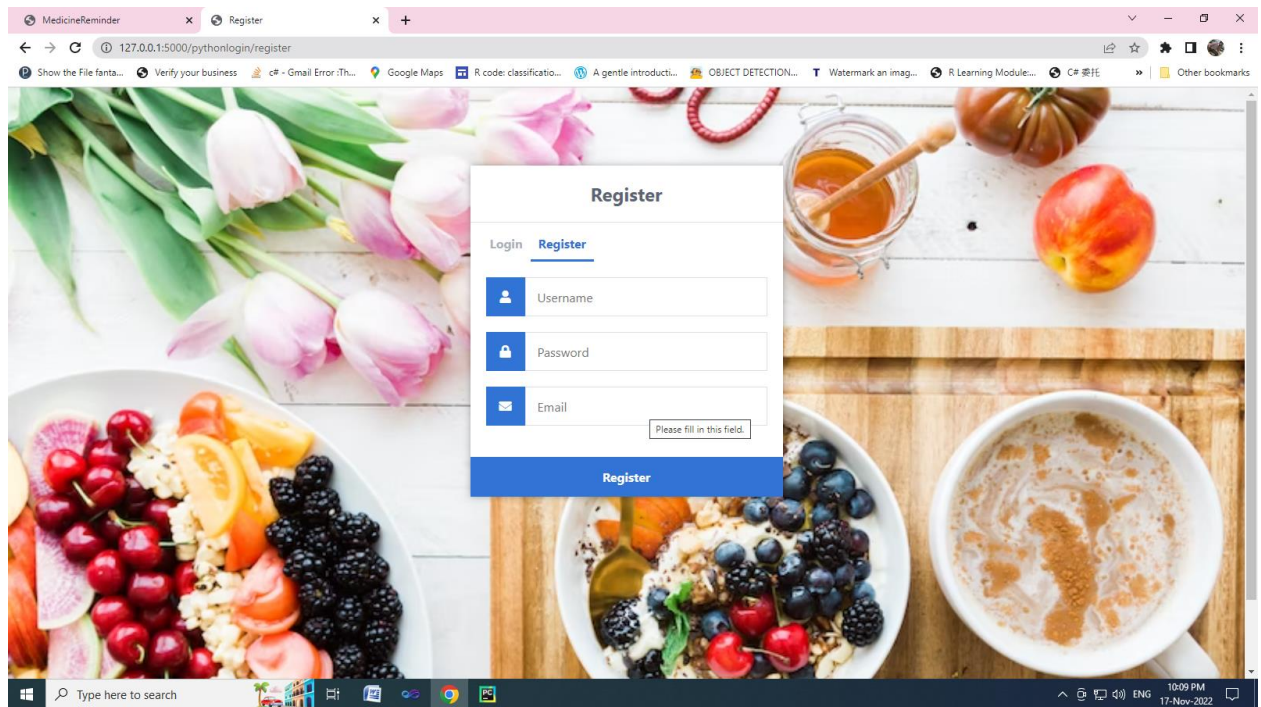 MedicineReminder
Register
127.0.0.1:5000/pythonlogin/register
Show the File fanta...
Verify your business
c# - Gmail Error :Th...
Google Maps
R code: classificatio...
A gentle introducti...
OBJECT DETECTION...
Watermark an imag...
R Learning Module:...
C# 委托
Other bookmarks
Register
Login
Register
Username
Password
Email
Please fill in this field.
Register
Type here to search
ENG
10:09 PM
17-Nov-2022